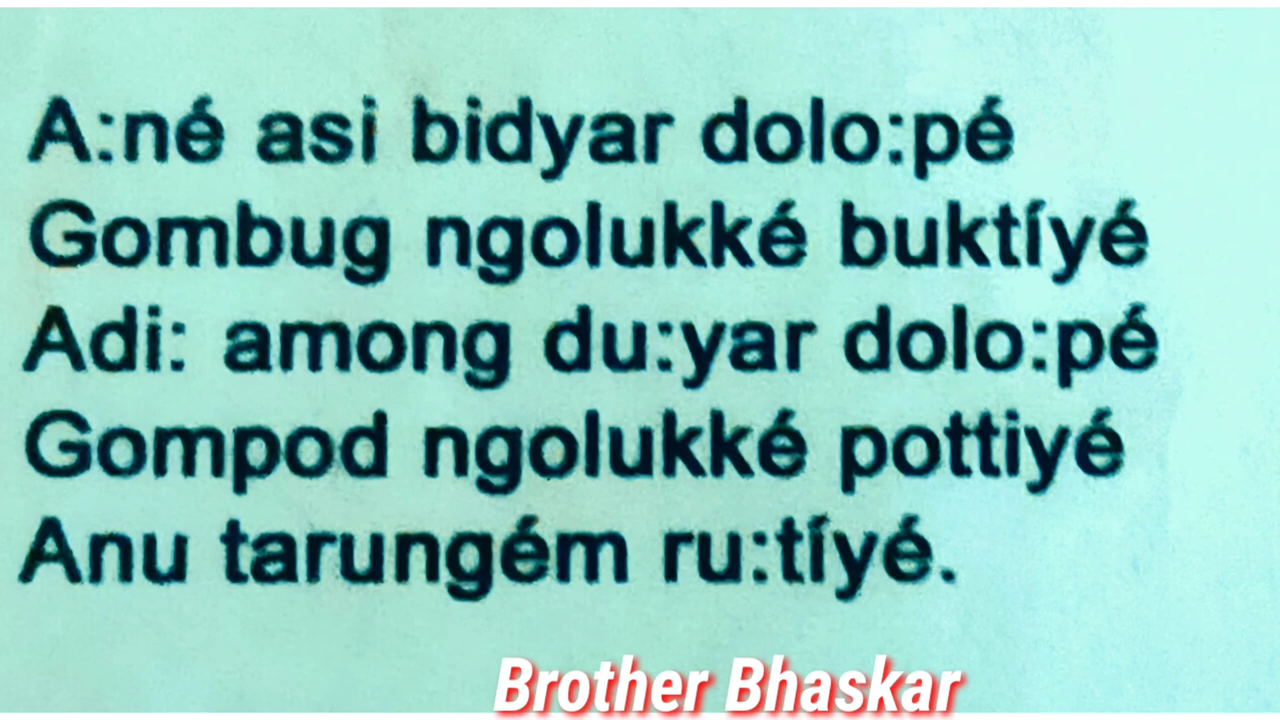 A:né asi bidyar dolo:pé
Gombug ngolukké buktíyé
Adi: among du:yar dolo:pé
Gompod ngolukké pottiyé
Anu tarungém ru:tíyé.
Brother Bhaskar